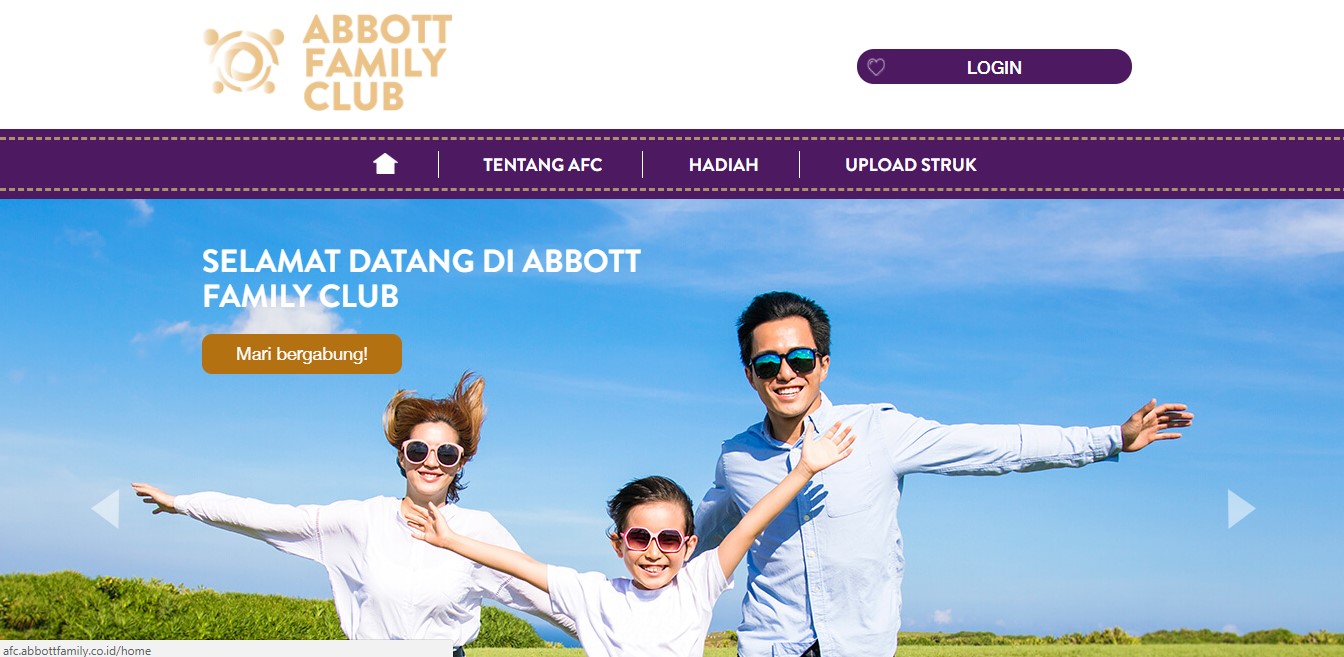 ABBOTT
FAMILY
CLUB
LOGIN
TENTANG AFC
HADIAH
UPLOAD STRUK
SELAMAT DATANG DI ABBOTT
FAMILY CLUB
Mari bergabung!
afc.abbottfamily.co.id/home